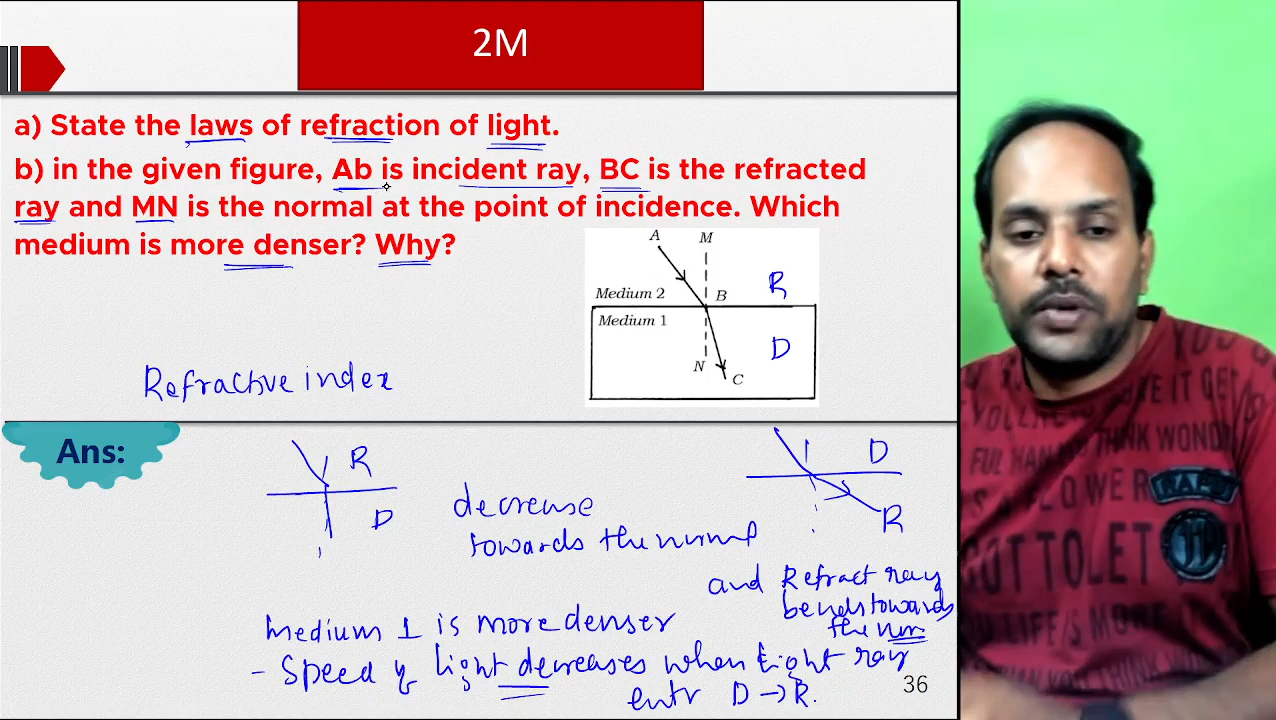 2M
a) State the laws of refraction of light.
b) in the given figure, Ab is incident ray, BC is the refracted
ray and MN is the normal at the point of incidence. Which
medium is more denser? Why?
A M
Medium 2 B R
Medium 1 D
N C
Refractive index
Ans:
R D
D R
decrease
towards the normal
and Refract ray
bends towards
the nor
Medium 1 is more denser
- Speed of light decreases when light ray
entr D → R.
36
11